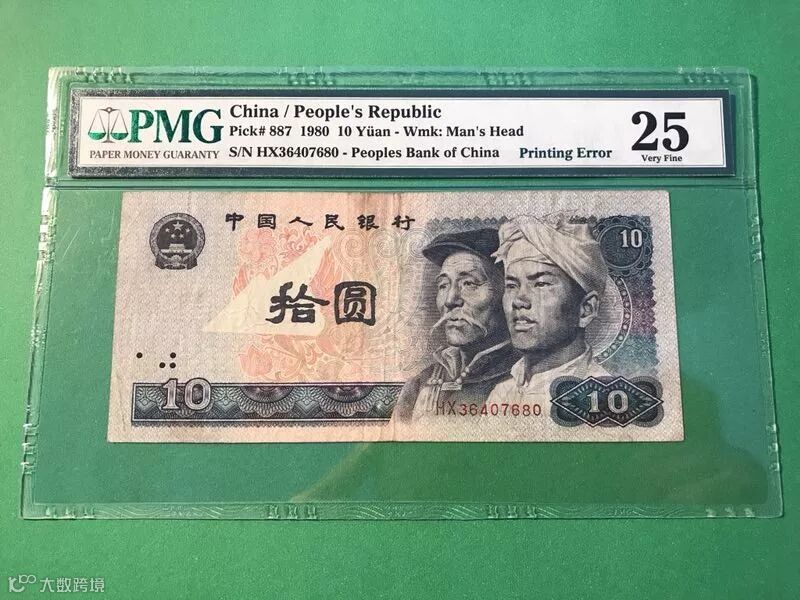 PMG
PAPER MONEY GUARANTY
China / People's Republic
Pick# 887 1980 10 Yüan - Wmk: Man's Head
S/N HX36407680 - Peoples Bank of China Printing Error
25
Very Fine
中国人民银行
10
拾圆
10
HX36407680
10
大数跨境